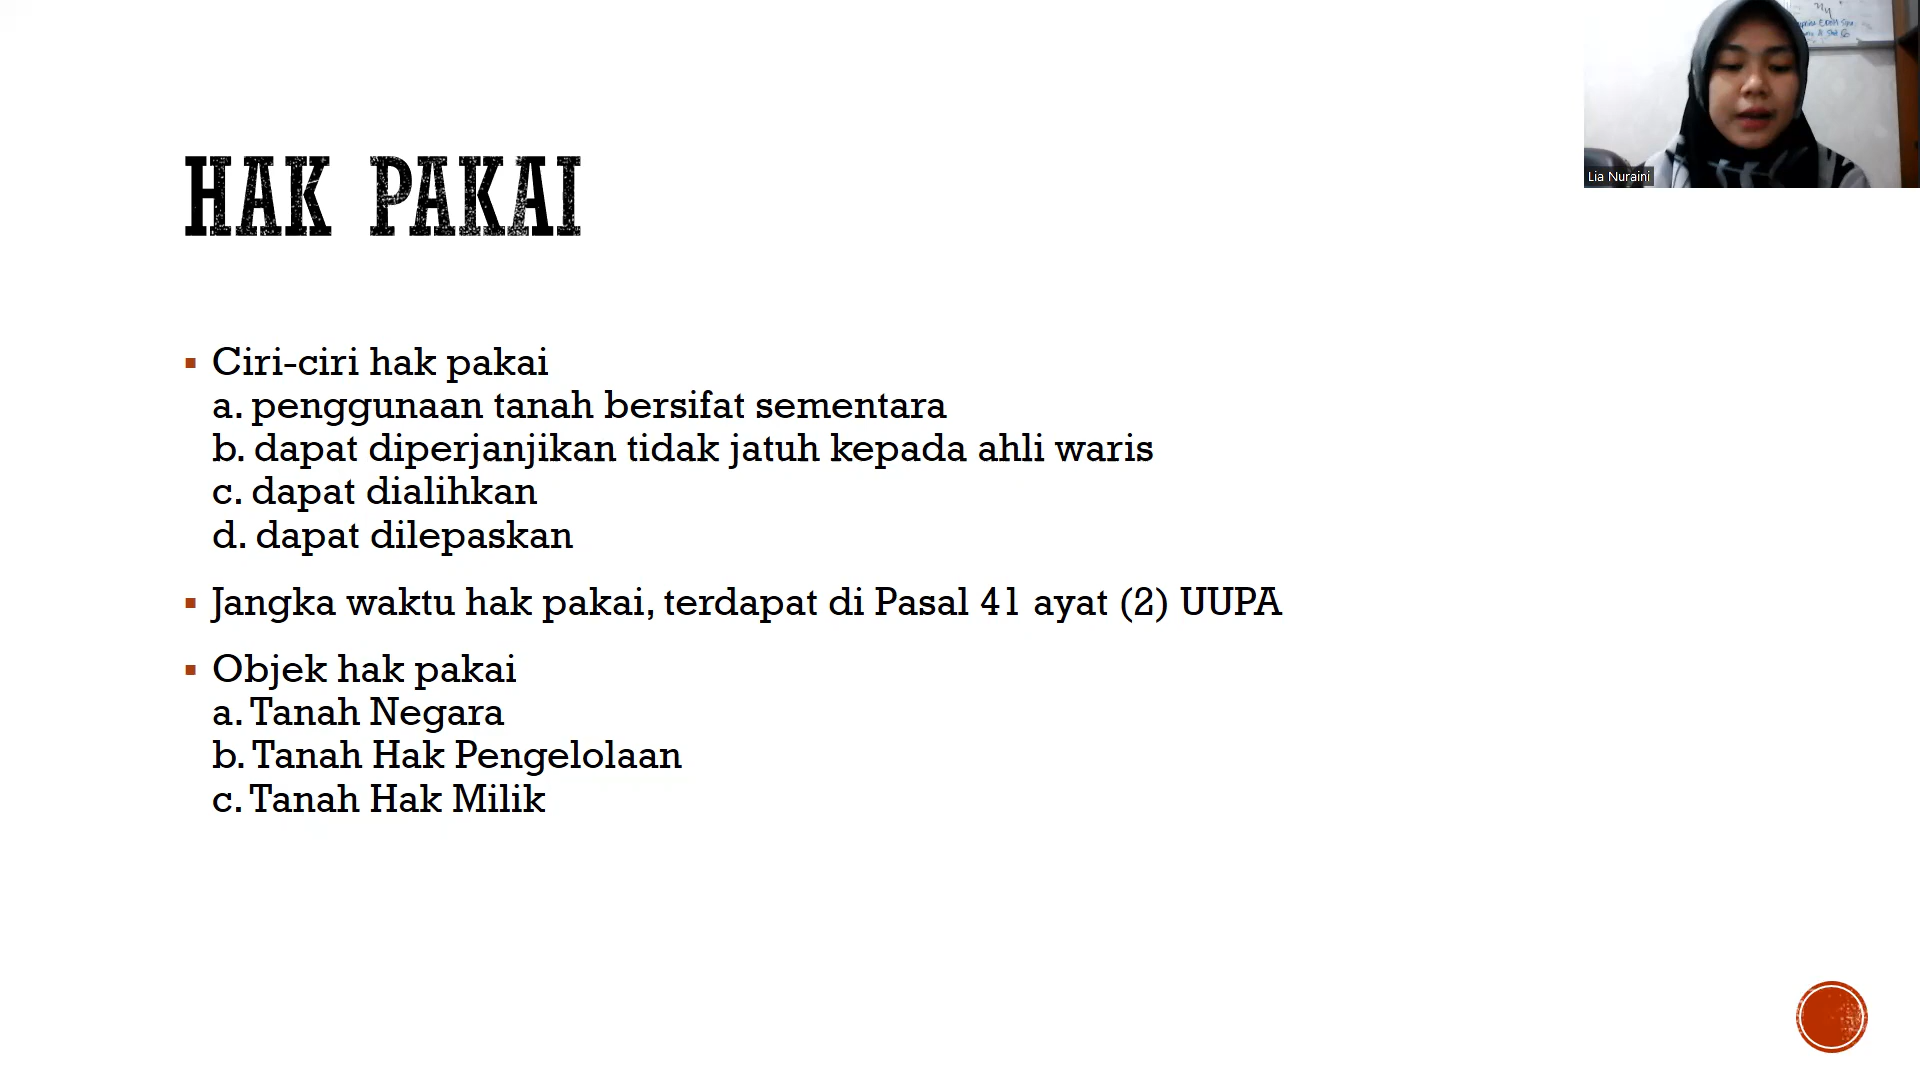 HAK PAKAI
Ciri-ciri hak pakai
a. penggunaan tanah bersifat sementara
b. dapat diperjanjikan tidak jatuh kepada ahli waris
c. dapat dialihkan
d. dapat dilepaskan
Jangka waktu hak pakai, terdapat di Pasal 41 ayat (2) UUPA
Objek hak pakai
a. Tanah Negara
b. Tanah Hak Pengelolaan
c. Tanah Hak Milik
Lia Nuraini